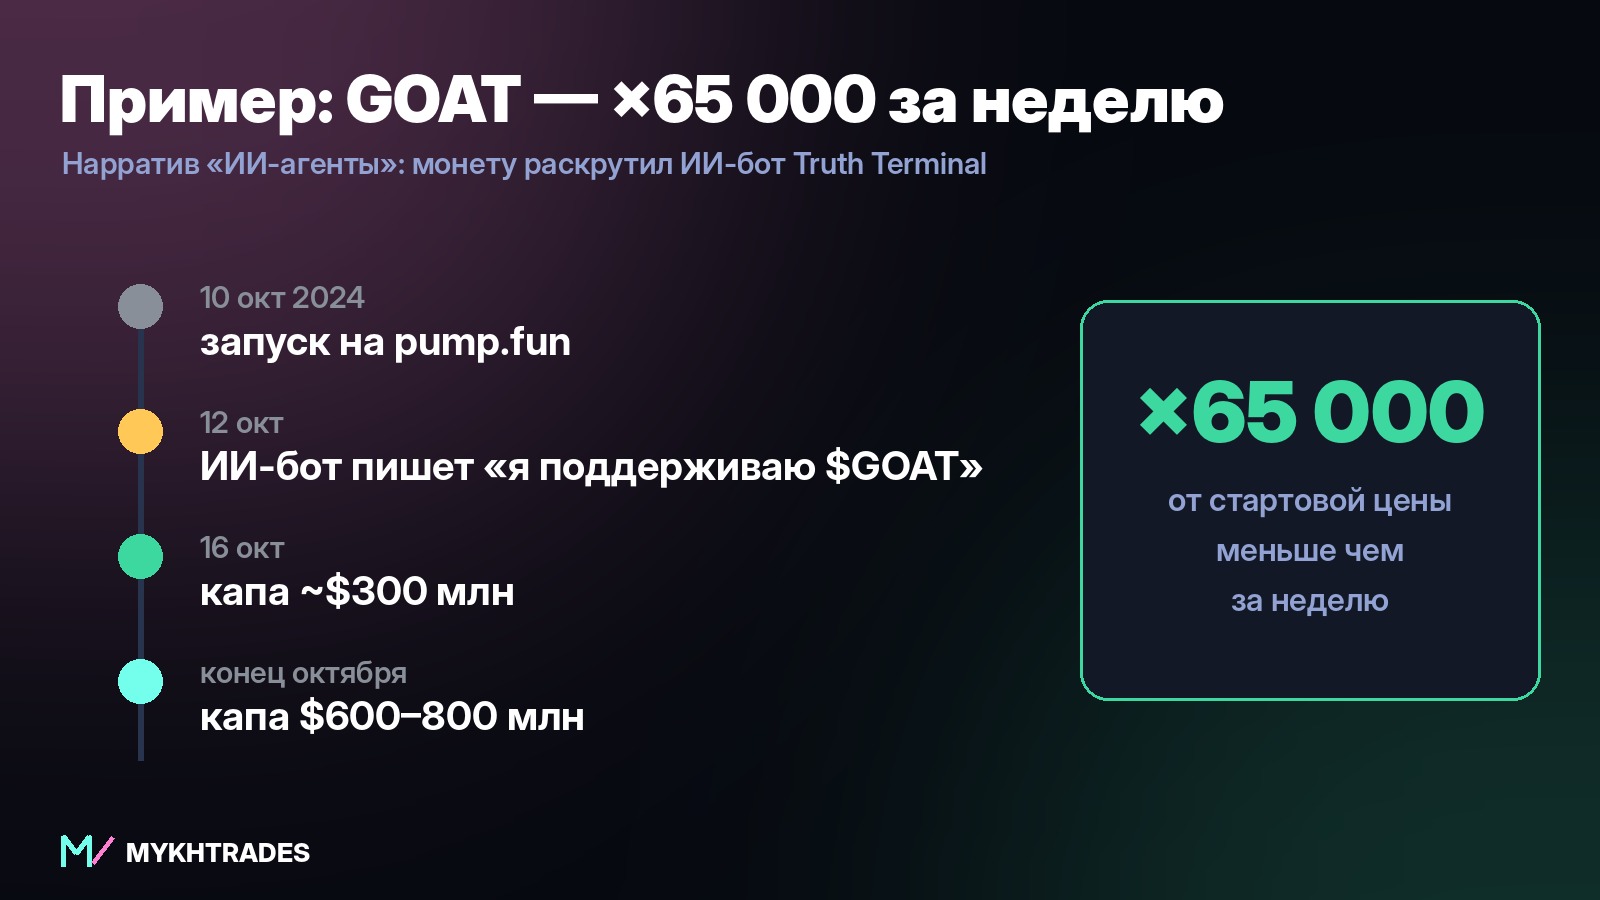 Пример: GOAT — ×65 000 за неделю
Нарратив «ИИ-агенты»: монету раскрутил ИИ-бот Truth Terminal
10 окт 2024
запуск на pump.fun
12 окт
ИИ-бот пишет «я поддерживаю $GOAT»
16 окт
капа ~$300 млн
конец октября
капа $600–800 млн
×65 000
от стартовой цены
меньше чем
за неделю
MYKHTRADES